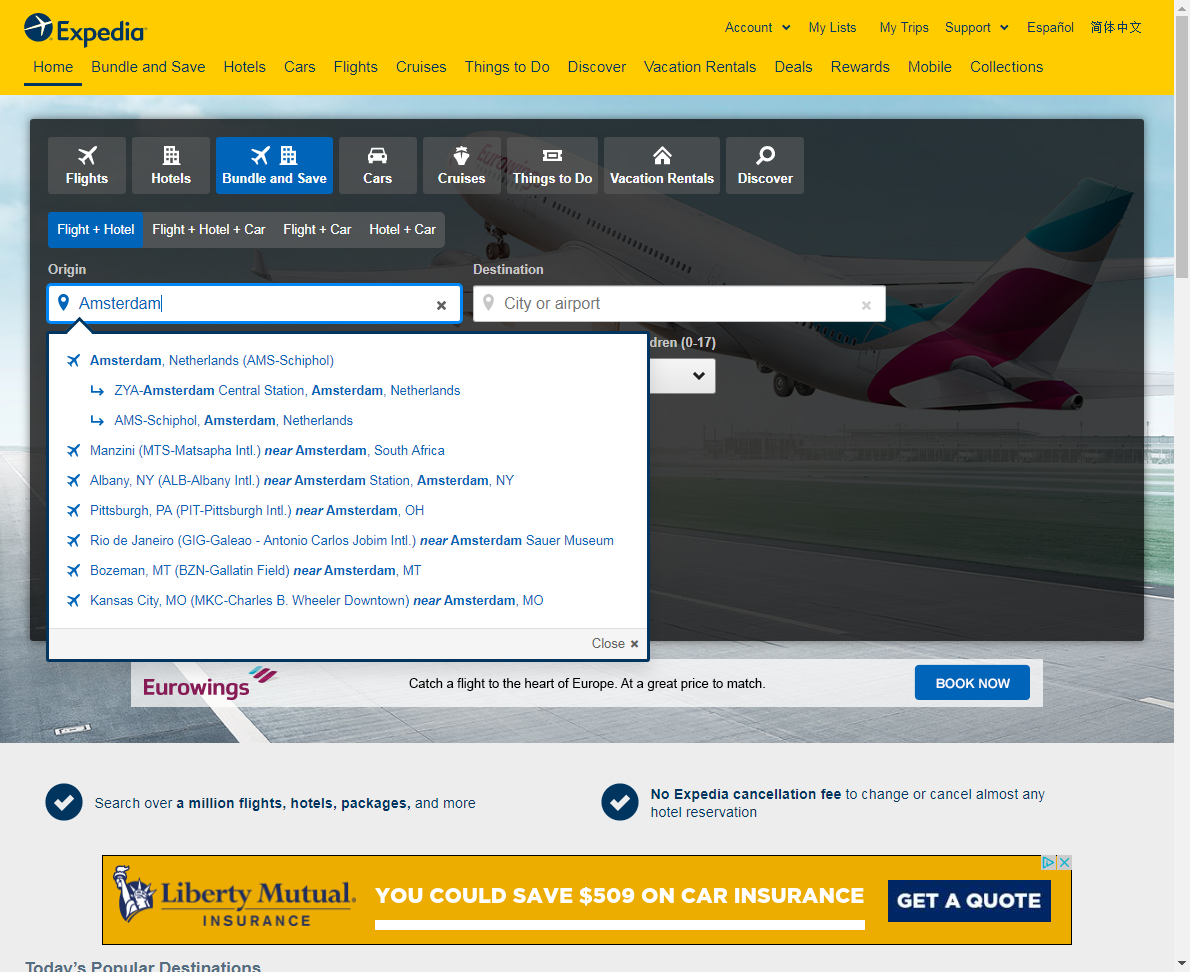 Expedia
Account
My Lists
My Trips
Support
Español
简体中文
Home
Bundle and Save
Hotels
Cars
Flights
Cruises
Things to Do
Discover
Vacation Rentals
Deals
Rewards
Mobile
Collections
Flights
Hotels
Bundle and Save
Cars
Cruises
Things to Do
Vacation Rentals
Discover
Flight + Hotel
Flight + Hotel + Car
Flight + Car
Hotel + Car
Origin
Destination
Amsterdam
City or airport
dren (0-17)
Amsterdam, Netherlands (AMS-Schiphol)
ZYA-Amsterdam Central Station, Amsterdam, Netherlands
AMS-Schiphol, Amsterdam, Netherlands
Manzini (MTS-Matsapha Intl.) near Amsterdam, South Africa
Albany, NY (ALB-Albany Intl.) near Amsterdam Station, Amsterdam, NY
Pittsburgh, PA (PIT-Pittsburgh Intl.) near Amsterdam, OH
Rio de Janeiro (GIG-Galeao - Antonio Carlos Jobim Intl.) near Amsterdam Sauer Museum
Bozeman, MT (BZN-Gallatin Field) near Amsterdam, MT
Kansas City, MO (MKC-Charles B. Wheeler Downtown) near Amsterdam, MO
Close
Eurowings
Catch a flight to the heart of Europe. At a great price to match.
BOOK NOW
Search over a million flights, hotels, packages, and more
No Expedia cancellation fee to change or cancel almost any
hotel reservation
Liberty Mutual.
INSURANCE
YOU COULD SAVE $509 ON CAR INSURANCE
GET A QUOTE
Today's Popular Destinations